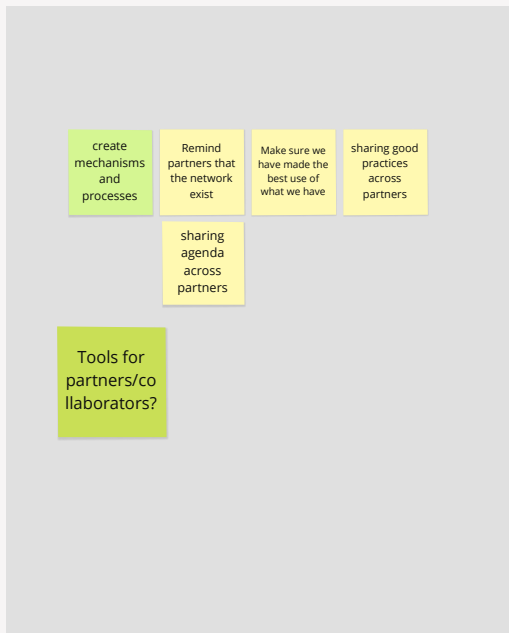 create
mechanisms
and
processes
Remind
partners that
the network
exist
Make sure we
have made the
best use of
what we have
sharing good
practices
across
partners
sharing
agenda
across
partners
Tools for
partners/co
llaborators?